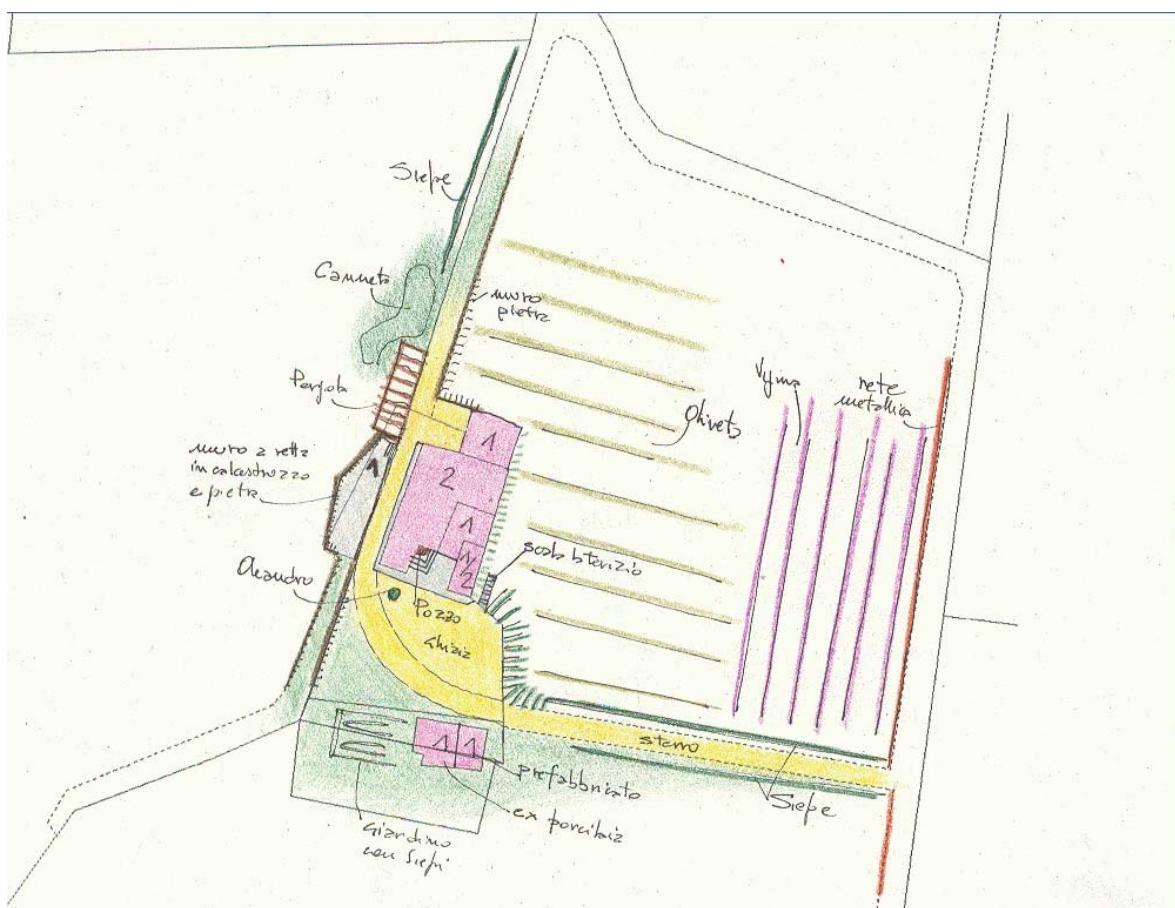 Siepe
Canneto
muro
pietra
Pergola
1
2
1
1
2
muro a retta
in calcestruzzo
e pietra
Oleandro
Pozzo
scala laterizio
Oliveto
Vigna
rete
metallica
Ghiaia
sterro
Siepe
1 1
prefabbricato
ex porcilaia
Giardino
con Siepi